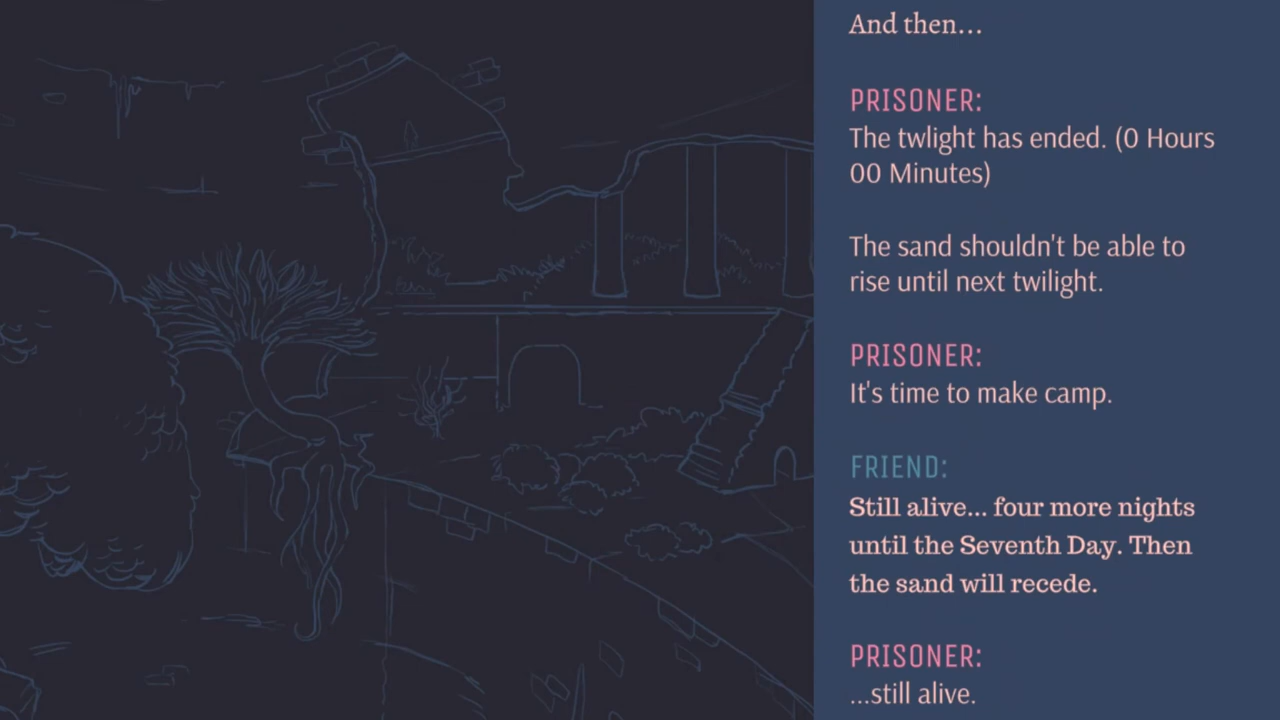 And then...
PRISONER:
The twlight has ended. (0 Hours
00 Minutes)
The sand shouldn't be able to
rise until next twilight.
PRISONER:
It's time to make camp.
FRIEND:
Still alive... four more nights
until the Seventh Day. Then
the sand will recede.
PRISONER:
...still alive.